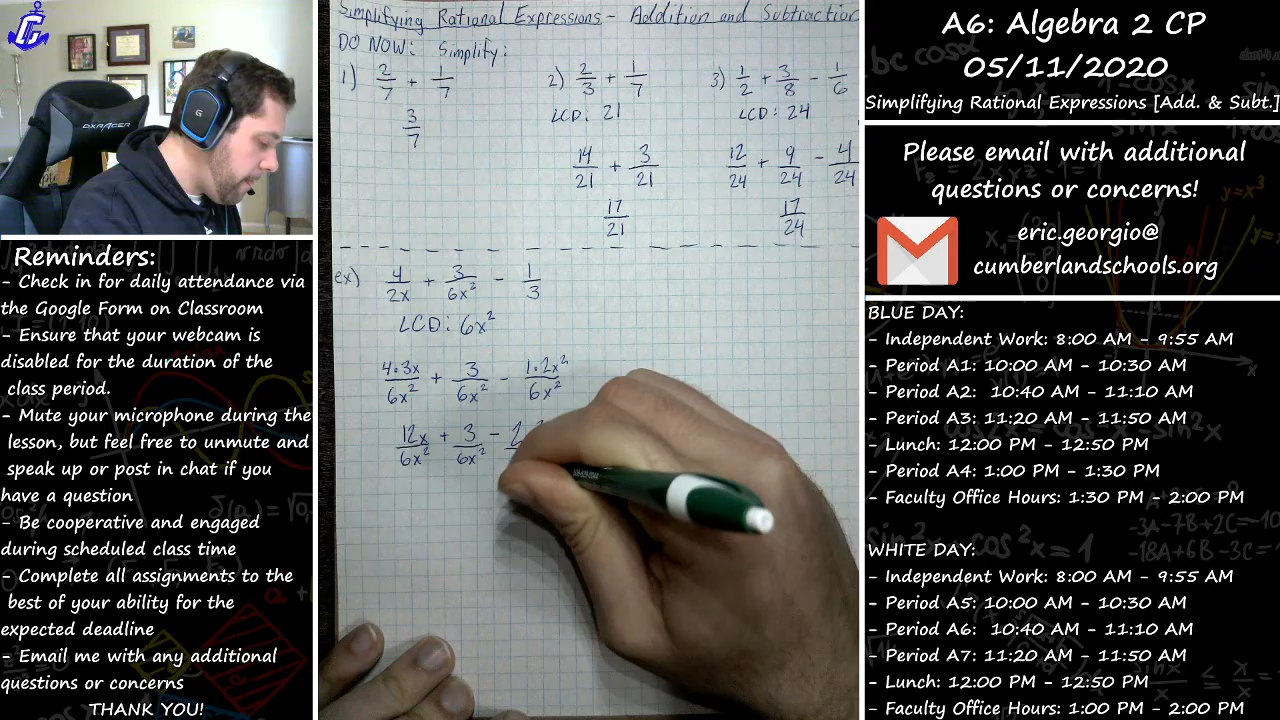 Reminders:
- Check in for daily attendance via
the Google Form on Classroom
- Ensure that your webcam is
disabled for the duration of the
class period.
- Mute your microphone during the
lesson, but feel free to unmute and
speak up or post in chat if you
have a question
- Be cooperative and engaged
during scheduled class time
- Complete all assignments to the
best of your ability for the
expected deadline
- Email me with any additional
questions or concerns
THANK YOU!
DXRACER
G
Simplifying Rational Expressions - Addition and Subtraction
DO NOW: Simplify:
1) 2/7 + 1/7
3/7
2) 2/3 + 1/7
LCD: 21
14/21 + 3/21
17/21
3) 1/2 + 3/8 - 1/6
LCD: 24
12/24 + 9/24 - 4/24
17/24
ex) 4/2x + 3/6x² - 1/3
LCD: 6x²
4·3x/6x² + 3/6x² - 1·2x²/6x²
12x/6x² + 3/6x² - 2
A6: Algebra 2 CP
05/11/2020
Simplifying Rational Expressions [Add. & Subt.]
Please email with additional
questions or concerns!
eric.georgio@
cumberlandschools.org
BLUE DAY:
- Independent Work: 8:00 AM - 9:55 AM
- Period A1: 10:00 AM - 10:30 AM
- Period A2: 10:40 AM - 11:10 AM
- Period A3: 11:20 AM - 11:50 AM
- Lunch: 12:00 PM - 12:50 PM
- Period A4: 1:00 PM - 1:30 PM
- Faculty Office Hours: 1:30 PM - 2:00 PM
WHITE DAY:
- Independent Work: 8:00 AM - 9:55 AM
- Period A5: 10:00 AM - 10:30 AM
- Period A6: 10:40 AM - 11:10 AM
- Period A7: 11:20 AM - 11:50 AM
- Lunch: 12:00 PM - 12:50 PM
- Faculty Office Hours: 1:00 PM - 2:00 PM